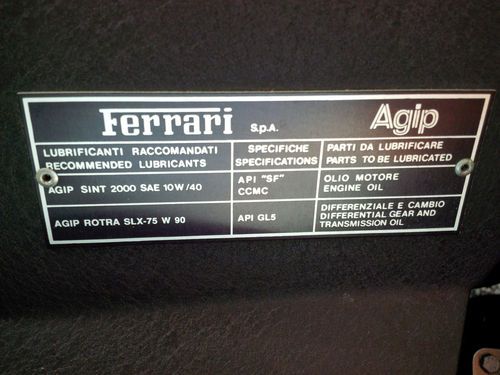 Ferrari S.p.A. Agip
LUBRIFICANTI RACCOMANDATI
RECOMMENDED LUBRICANTS
SPECIFICHE
SPECIFICATIONS
PARTI DA LUBRIFICARE
PARTS TO BE LUBRICATED
AGIP SINT 2000 SAE 10W/40
API "SF"
CCMC
OLIO MOTORE
ENGINE OIL
AGIP ROTRA SLX-75 W 90
API GL5
DIFFERENZIALE E CAMBIO
DIFFERENTIAL GEAR AND
TRANSMISSION OIL